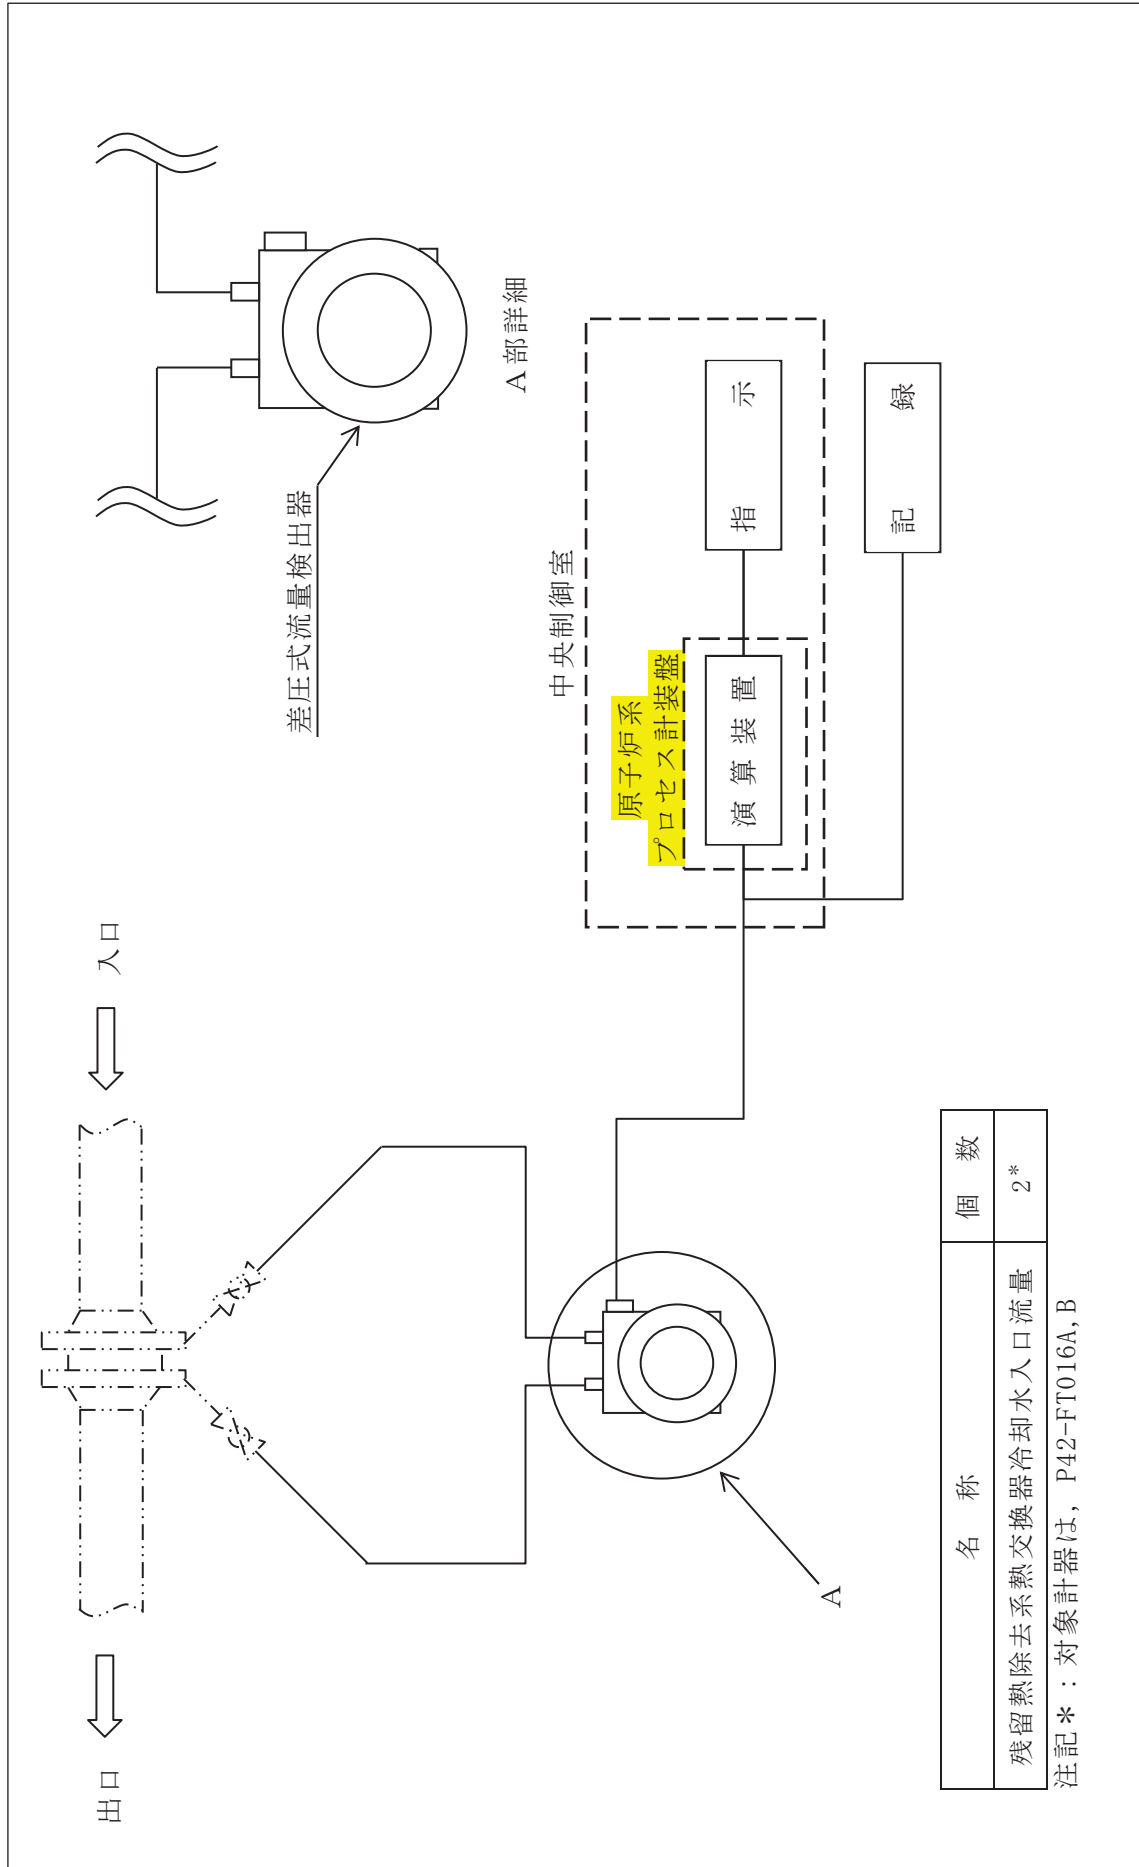 出口
入口
差圧式流量検出器
A部詳細
中央制御室
原子炉系
プロセス計装盤
演算装置
指示
記録
A
名称 個数
残留熱除去系熱交換器冷却水入口流量 2*
注記＊：対象計器は，P42-FT016A,B